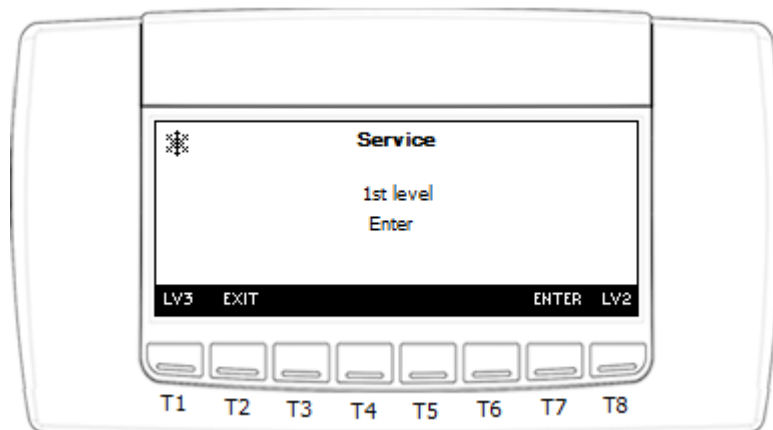 Service
1st level
Enter
LV3 EXIT ENTER LV2
T1 T2 T3 T4 T5 T6 T7 T8